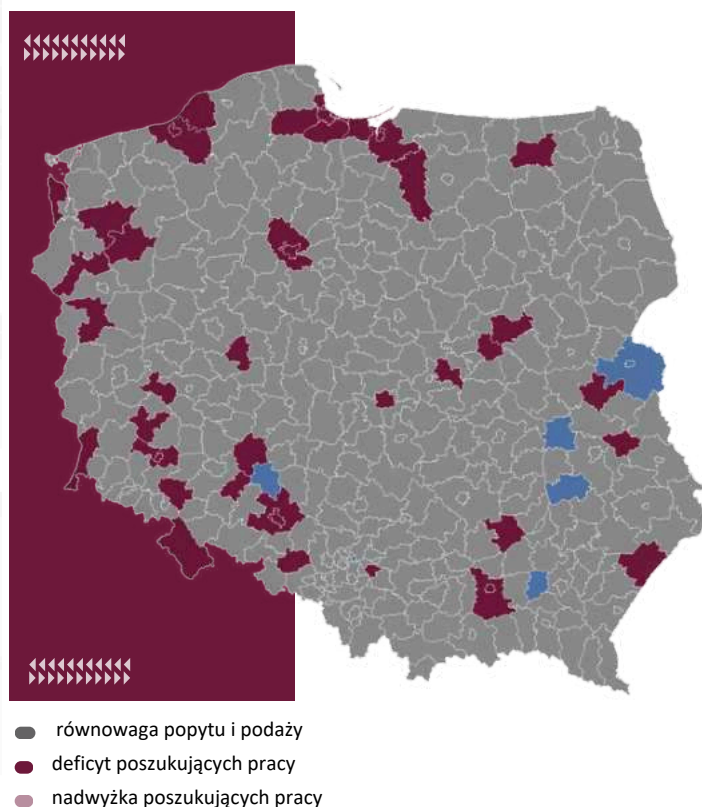 równowaga popytu i podaży
deficyt poszukujących pracy
nadwyżka poszukujących pracy